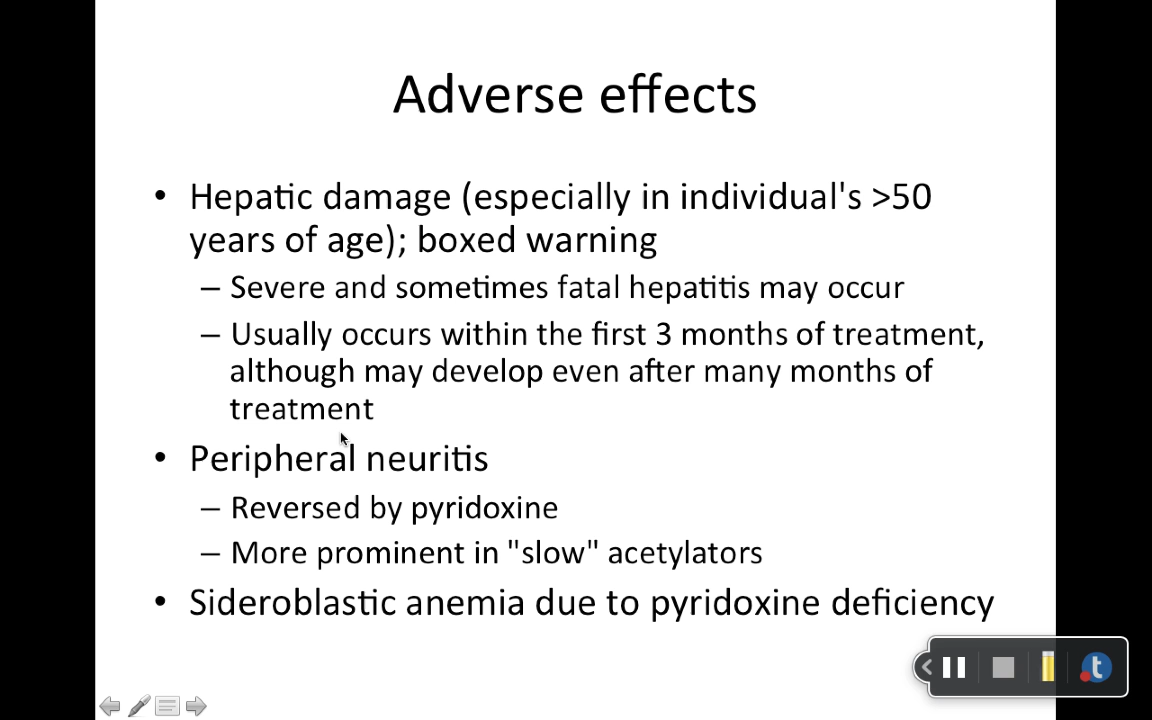 Adverse effects
• Hepatic damage (especially in individual's >50
years of age); boxed warning
– Severe and sometimes fatal hepatitis may occur
– Usually occurs within the first 3 months of treatment,
although may develop even after many months of
treatment
• Peripheral neuritis
– Reversed by pyridoxine
– More prominent in "slow" acetylators
• Sideroblastic anemia due to pyridoxine deficiency
t